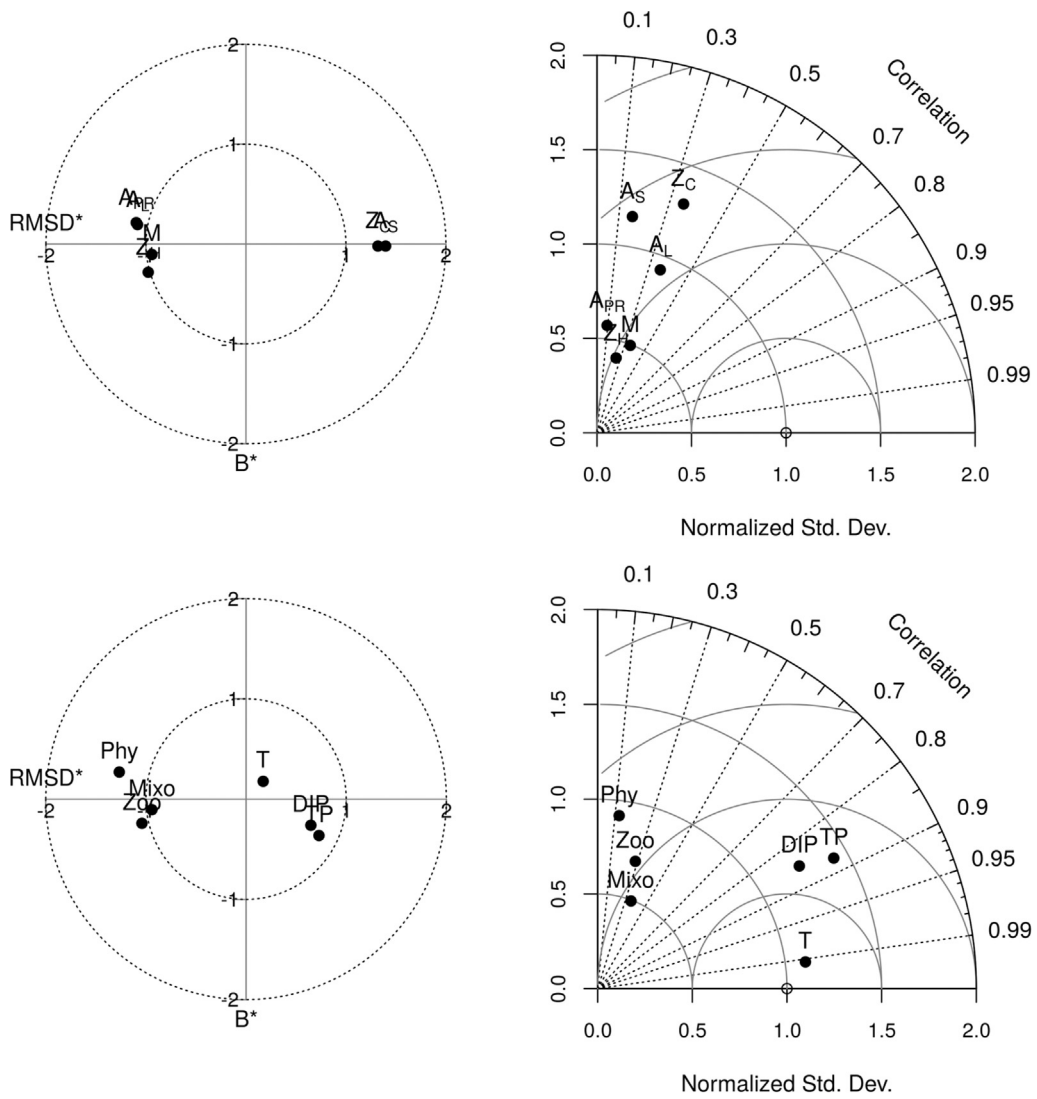 2
1
-1
-2
-2
1
2
RMSD*
B*
A_PR
A_L
M
Z_H
Z_C
A_S
0.1
0.3
0.5
0.7
0.8
0.9
0.95
0.99
Correlation
2.0
1.5
1.0
0.5
0.0
A_S
Z_C
A_L
A_PR
Z_H
M
0.0
0.5
1.0
1.5
2.0
Normalized Std. Dev.
2
1
-1
-2
-2
1
2
RMSD*
B*
Phy
Mixo
Zoo
T
DIP
TP
0.1
0.3
0.5
0.7
0.8
0.9
0.95
0.99
Correlation
2.0
1.5
1.0
0.5
0.0
Phy
Zoo
Mixo
DIP
TP
T
0.0
0.5
1.0
1.5
2.0
Normalized Std. Dev.